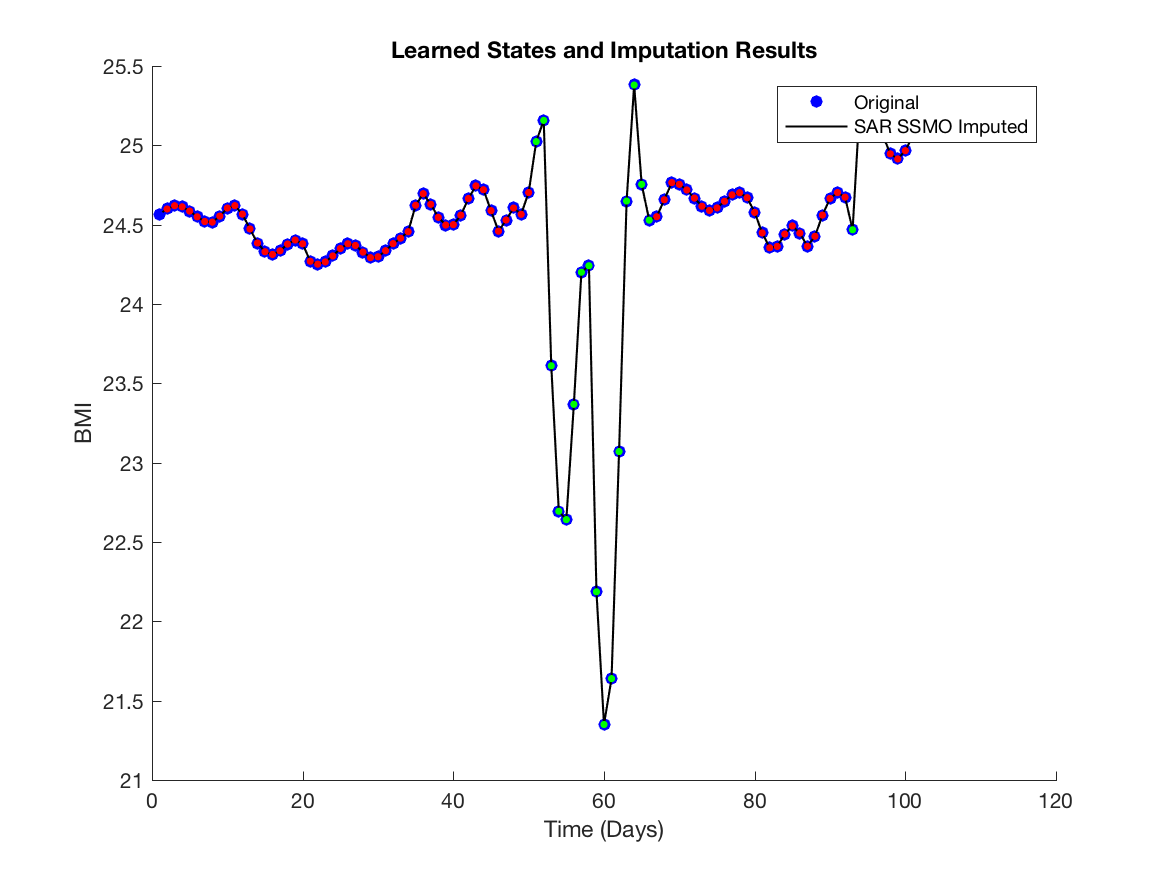 Learned States and Imputation Results
25.5
25
24.5
24
23.5
23
22.5
22
21.5
21
BMI
0 20 40 60 80 100 120
Time (Days)
Original
SAR SSMO Imputed